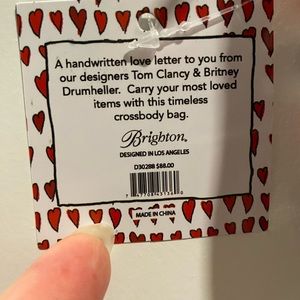 A handwritten love letter to you from
our designers Tom Clancy & Britney
Drumheller. Carry your most loved
items with this timeless
crossbody bag.
Brighton
DESIGNED IN LOS ANGELES
D3028B $88.00
MADE IN CHINA